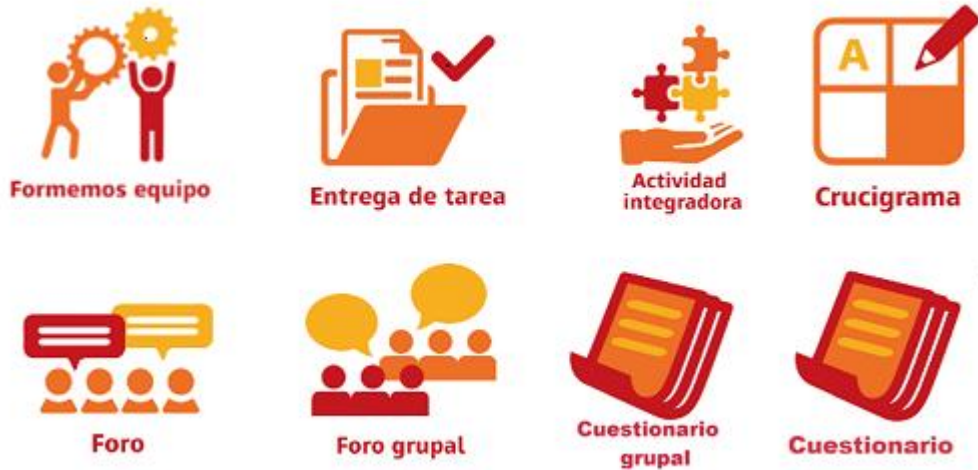 Formemos equipo
Entrega de tarea
Actividad
integradora
A
Crucigrama
Foro
Foro grupal
Cuestionario
grupal
Cuestionario